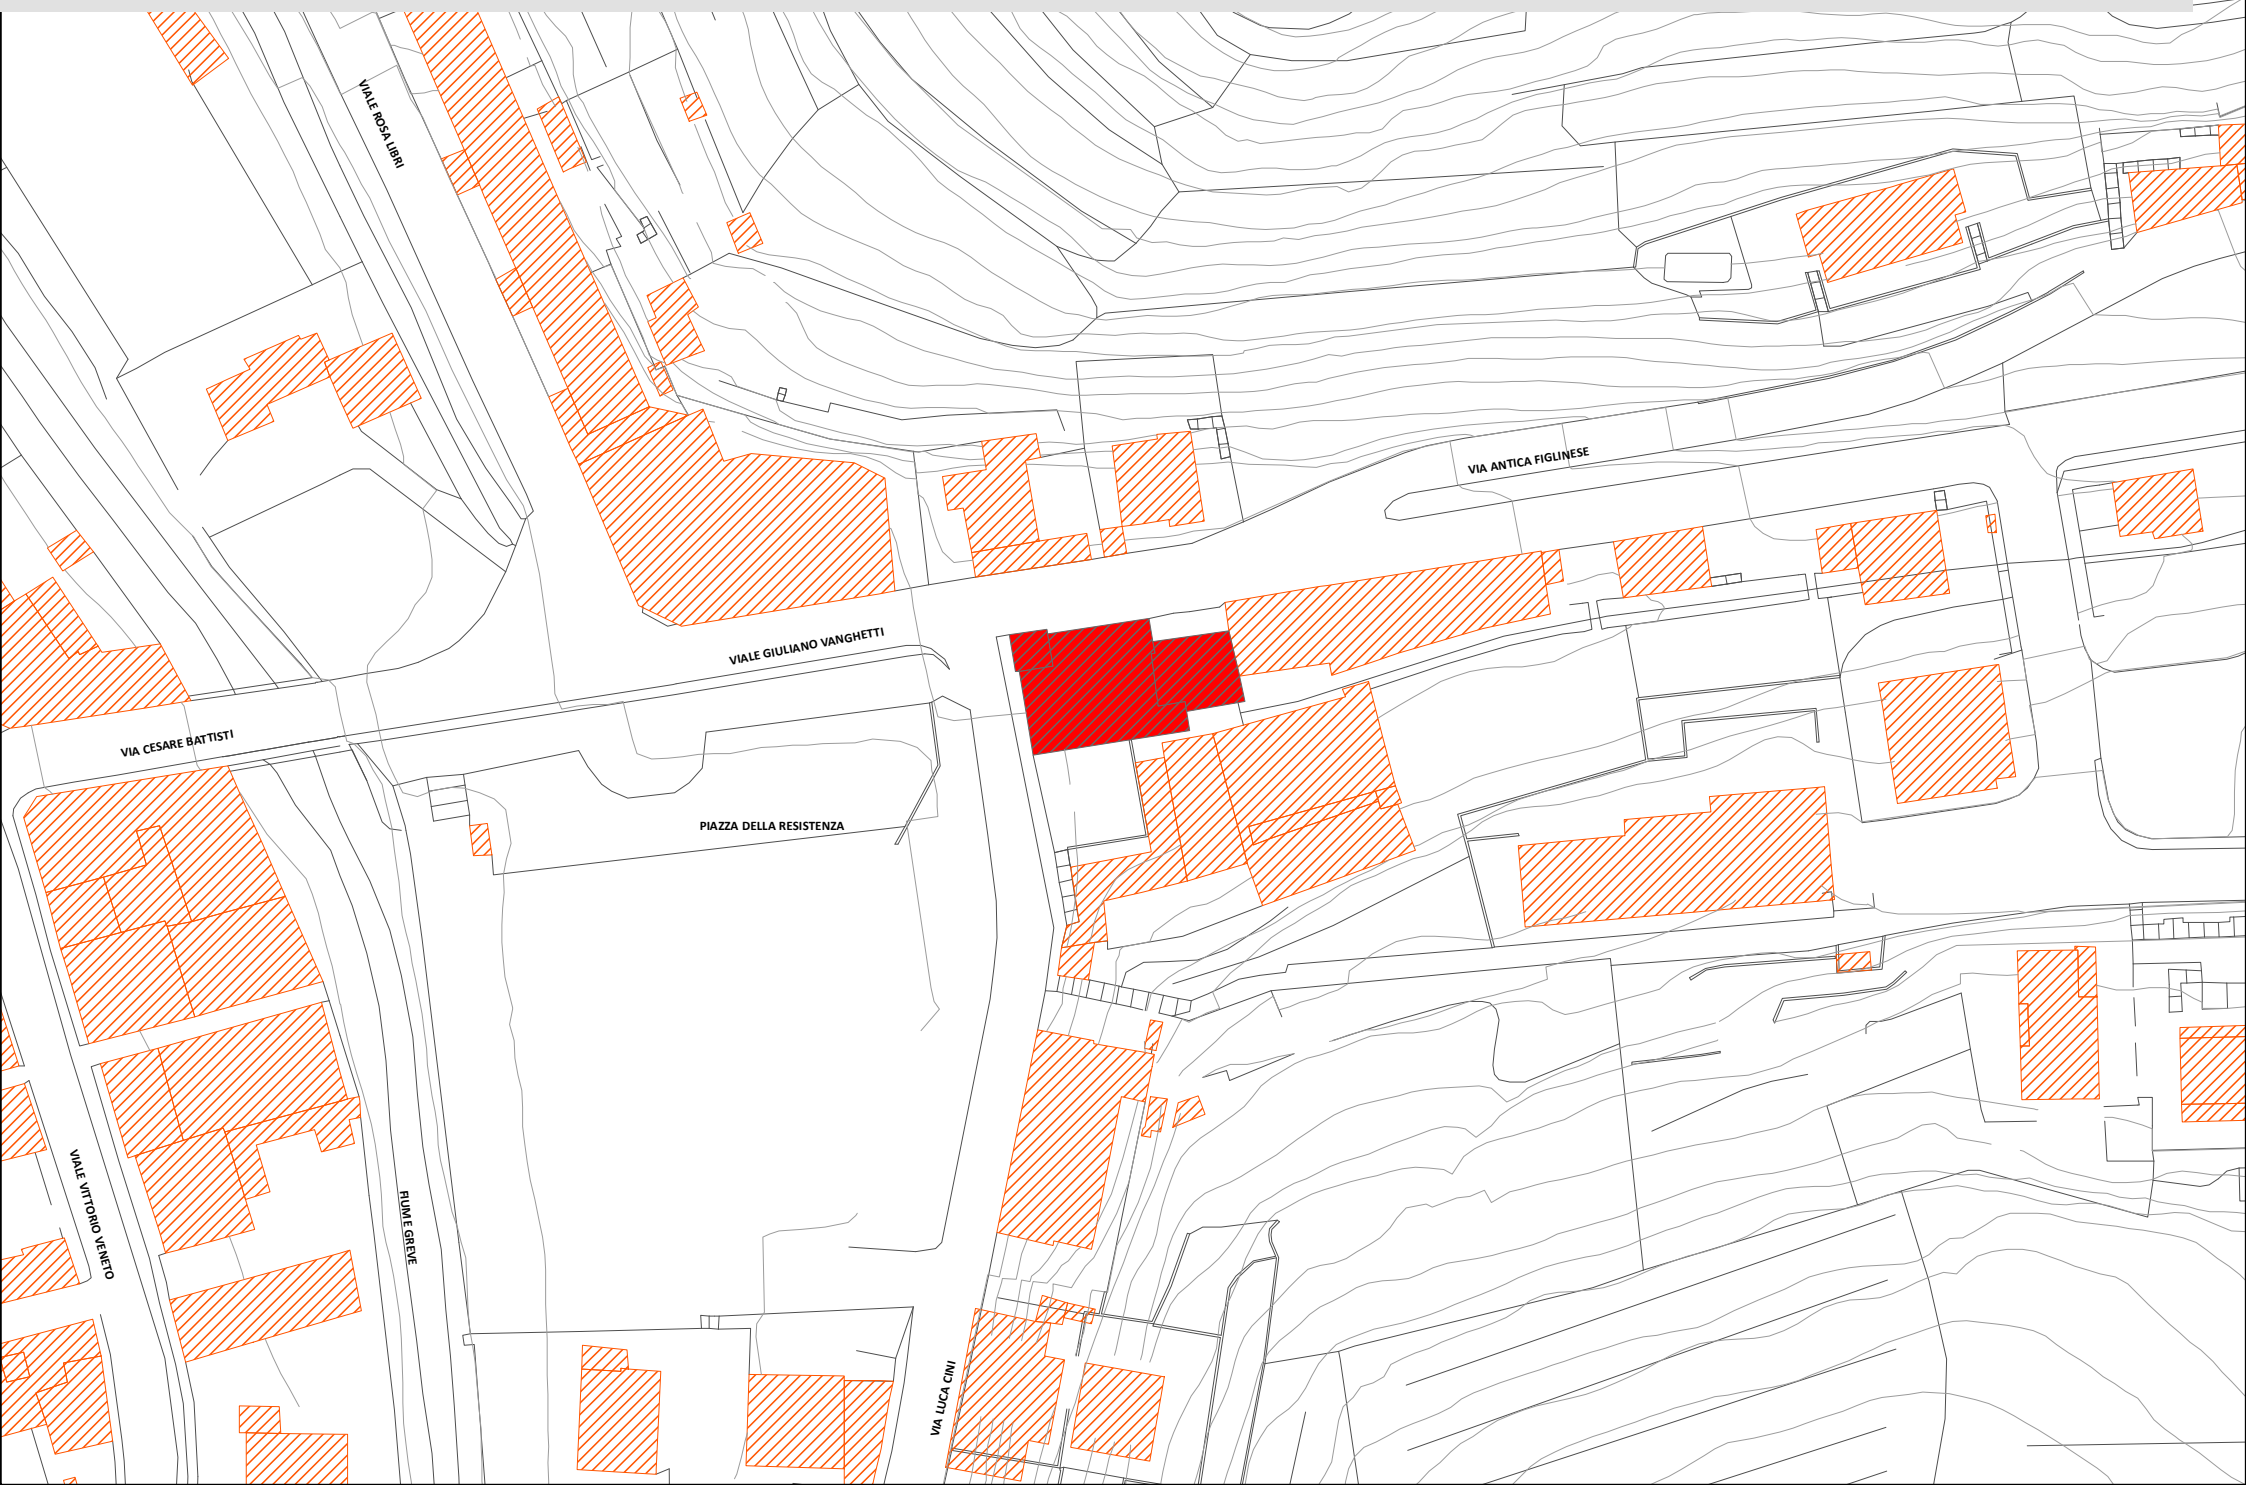 VIALE ROSA LIBRI
VIA ANTICA FIGLINESE
VIALE GIULIANO VANGHETTI
VIA CESARE BATTISTI
PIAZZA DELLA RESISTENZA
VIALE VITTORIO VENETO
FIUME GREVE
VIA LUCA CINI